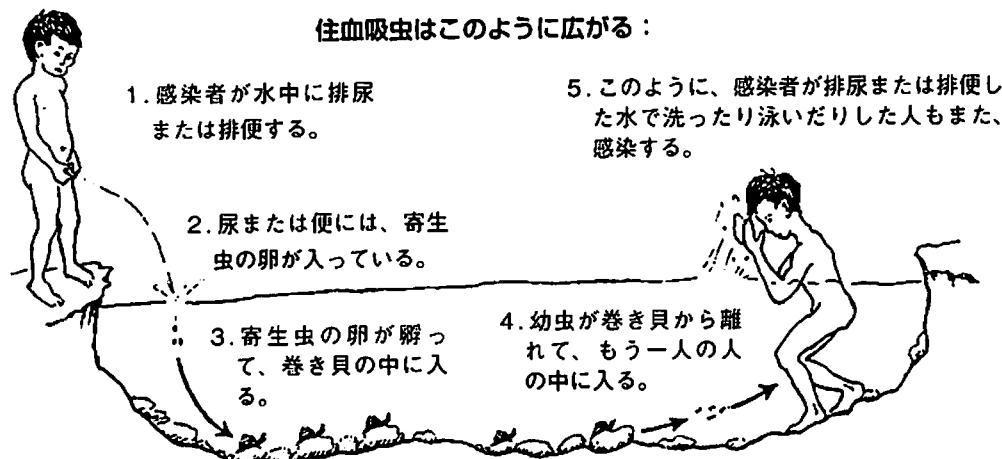 住血吸虫はこのように広がる：
1. 感染者が水中に排尿
または排便する。
2. 尿または便には、寄生
虫の卵が入っている。
3. 寄生虫の卵が孵っ
て、巻き貝の中に入
る。
4. 幼虫が巻き貝から離
れて、もう一人の人
の中に入る。
5. このように、感染者が排尿または排便し
た水で洗ったり泳いだりした人もまた、
感染する。